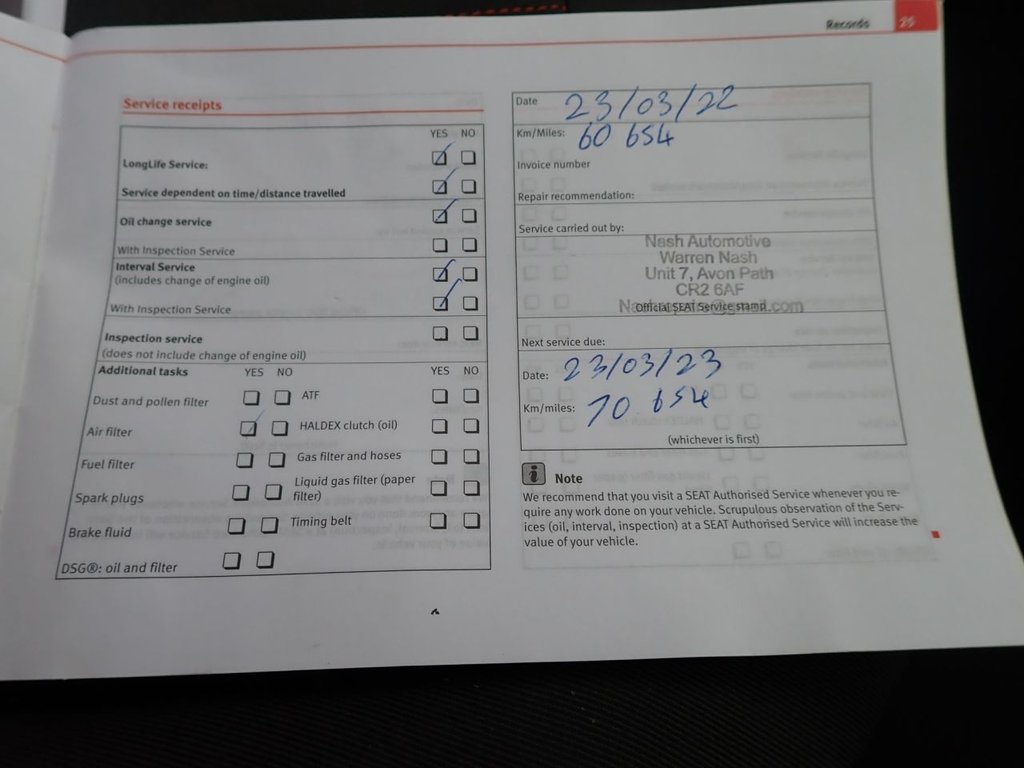 Records 25
Service receipts
YES NO
LongLife Service:
Service dependent on time/distance travelled
Oil change service
With Inspection Service
Interval Service
(includes change of engine oil)
With Inspection Service
Inspection service
(does not include change of engine oil)
Additional tasks YES NO YES NO
Dust and pollen filter ATF
Air filter HALDEX clutch (oil)
Fuel filter Gas filter and hoses
Spark plugs Liquid gas filter (paper
filter)
Brake fluid Timing belt
DSG®: oil and filter
Date 23/03/22
Km/Miles: 60 654
Invoice number
Repair recommendation:
Service carried out by:
Nash Automotive
Warren Nash
Unit 7, Avon Path
CR2 6AF
Official SEAT Service stamp
Next service due:
Date: 23/03/23
Km/miles: 70 654
(whichever is first)
i Note
We recommend that you visit a SEAT Authorised Service whenever you re-
quire any work done on your vehicle. Scrupulous observation of the Serv-
ices (oil, interval, inspection) at a SEAT Authorised Service will increase the
value of your vehicle.